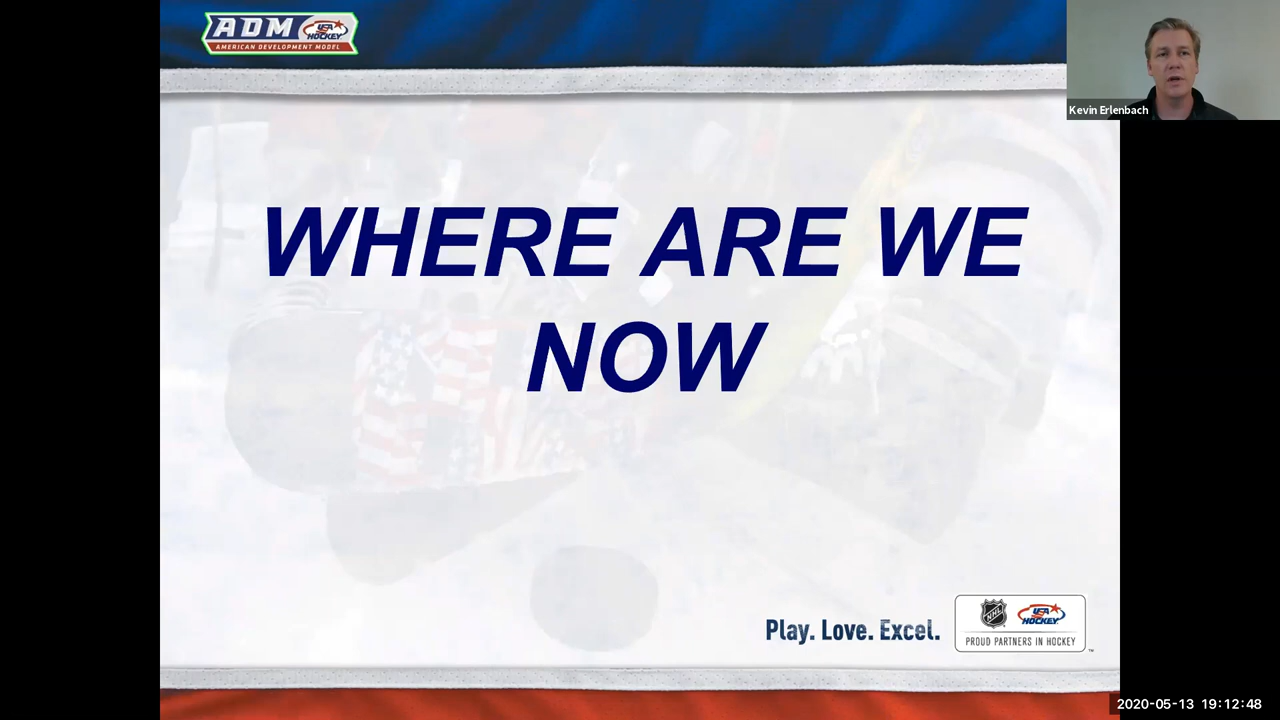 ADM
USA
HOCKEY
AMERICAN DEVELOPMENT MODEL
Kevin Erlenbach
WHERE ARE WE
NOW
Play. Love. Excel.
NHL
USA
HOCKEY
PROUD PARTNERS IN HOCKEY
™
2020-05-13 19:12:48